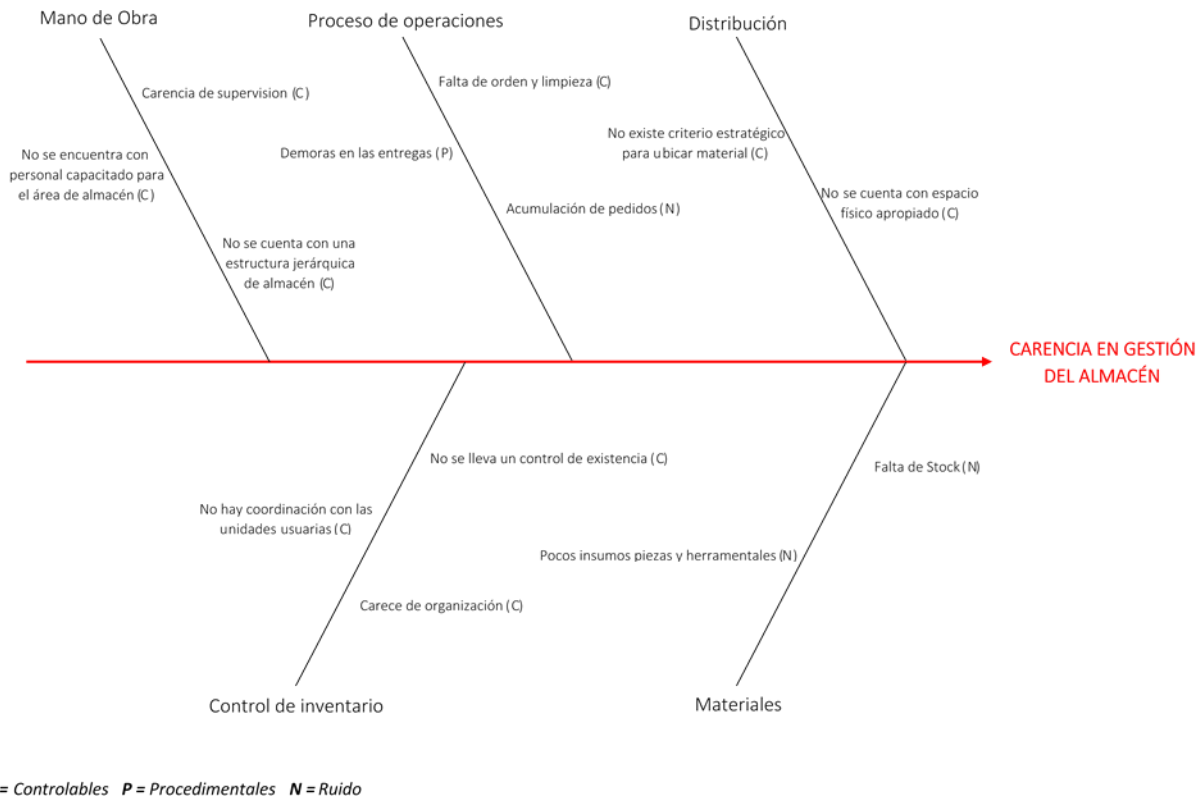 Mano de Obra
Proceso de operaciones
Distribución
Carencia de supervision (C)
No se encuentra con
personal capacitado para
el área de almacén (C)
No se cuenta con una
estructura jerárquica
de almacén (C)
Falta de orden y limpieza (C)
Demoras en las entregas (P)
Acumulación de pedidos (N)
No existe criterio estratégico
para ubicar material (C)
No se cuenta con espacio
físico apropiado (C)
CARENCIA EN GESTIÓN
DEL ALMACÉN
No se lleva un control de existencia (C)
No hay coordinación con las
unidades usuarias (C)
Carece de organización (C)
Falta de Stock (N)
Pocos insumos piezas y herramentales (N)
Control de inventario
Materiales
= Controlables P = Procedimentales N = Ruido